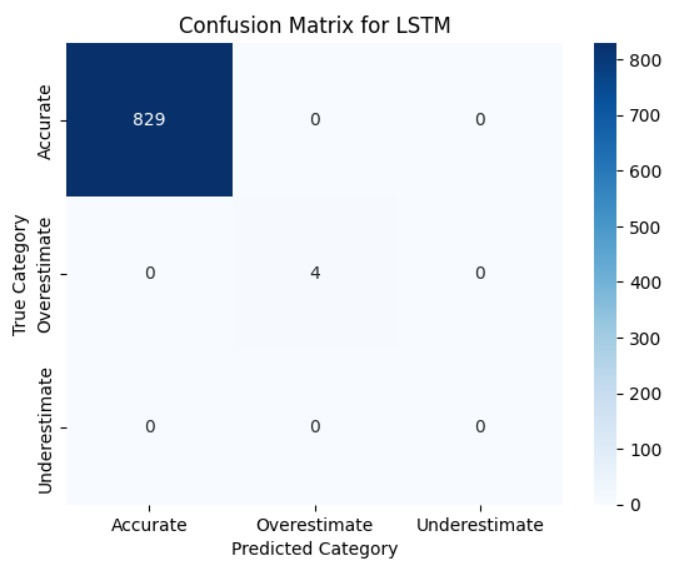 Confusion Matrix for LSTM
True Category
Accurate
829 0 0
Overestimate
0 4 0
Underestimate
0 0 0
Accurate Overestimate Underestimate
Predicted Category
800
700
600
500
400
300
200
100
0